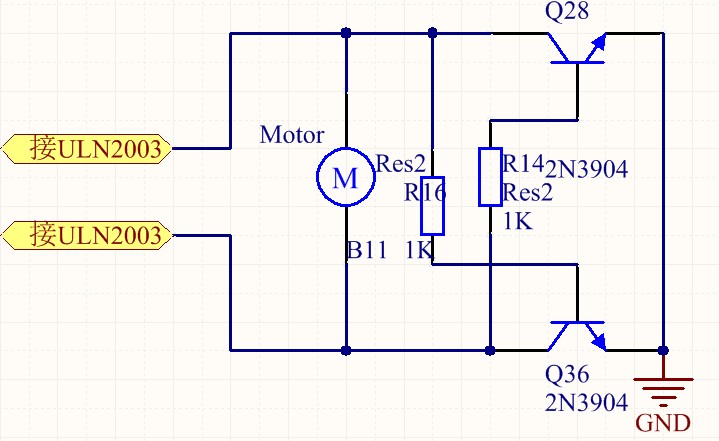 Q28
接ULN2003
Motor
M
Res2
R16
R14
2N3904
Res2
1K
接ULN2003
B11
1K
Q36
2N3904
GND